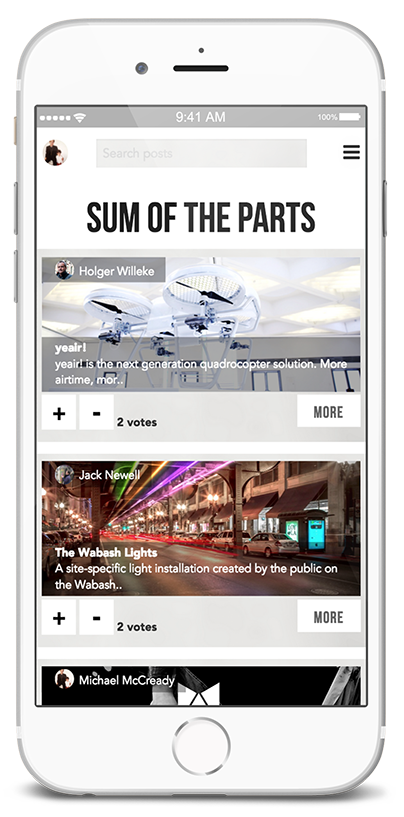 9:41 AM
100%
Search posts
SUM OF THE PARTS
Holger Willeke
yeair!
yeair! is the next generation quadrocopter solution. More
airtime, mor..
+ - 2 votes MORE
Jack Newell
The Wabash Lights
A site-specific light installation created by the public on
the Wabash..
+ - 2 votes MORE
Michael McCready